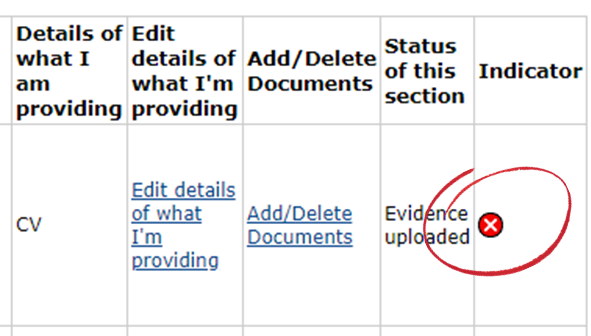 Details of
what I
am
providing
Edit
details of
what I'm
providing
Add/Delete
Documents
Status
of this
section
Indicator
CV
Edit details
of what
I'm
providing
Add/Delete
Documents
Evidence
uploaded